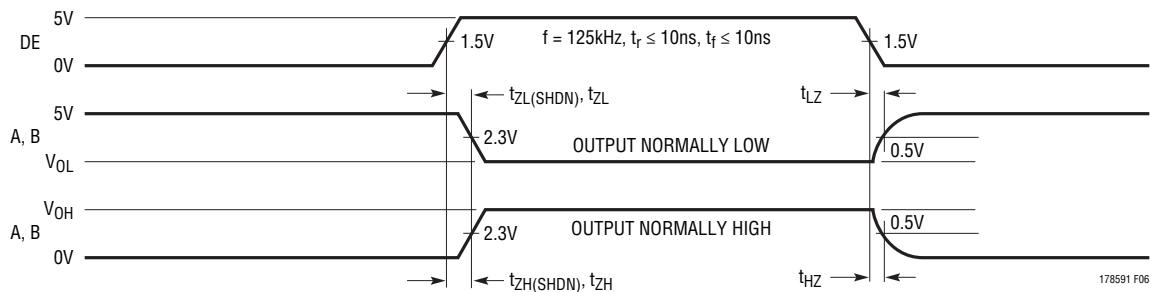 5V
DE
0V
1.5V
f = 125kHz, tr ≤ 10ns, tf ≤ 10ns
1.5V
tZL(SHDN), tZL
tLZ
5V
A, B
VOL
2.3V
OUTPUT NORMALLY LOW
0.5V
VOH
A, B
0V
2.3V
OUTPUT NORMALLY HIGH
0.5V
tZH(SHDN), tZH
tHZ
178591 F06